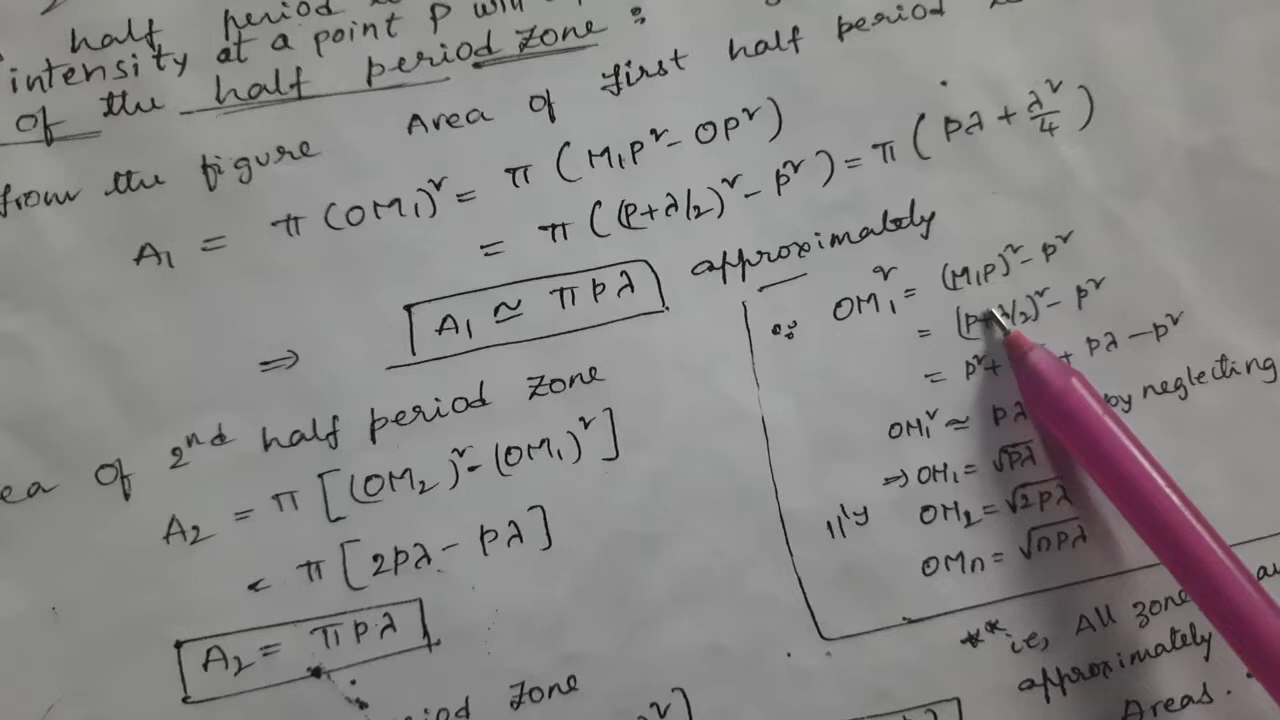 half period
intensity at a point P will
of the half period zone :
from the figure Area of first half period
A₁ = π (OM₁)² = π (M₁P² - OP²)
= π ((P+λ/2)² - P²) = π (Pλ + λ²/4)
⇒ A₁ ≃ πPλ approximately
∵ OM₁² = (M₁P)² - P²
= (P+λ/2)² - P²
= P² + + Pλ - P²
OM₁² ≃ Pλ by neglecting
⇒ OM₁ = √Pλ
|||ly OM₂ = √2Pλ
OMn = √nPλ
of 2nd half period zone
A₂ = π [(OM₂)² - (OM₁)²]
= π [2Pλ - Pλ]
A₂ = πP.λ
** ie, All zone
approximately
Areas.
zone